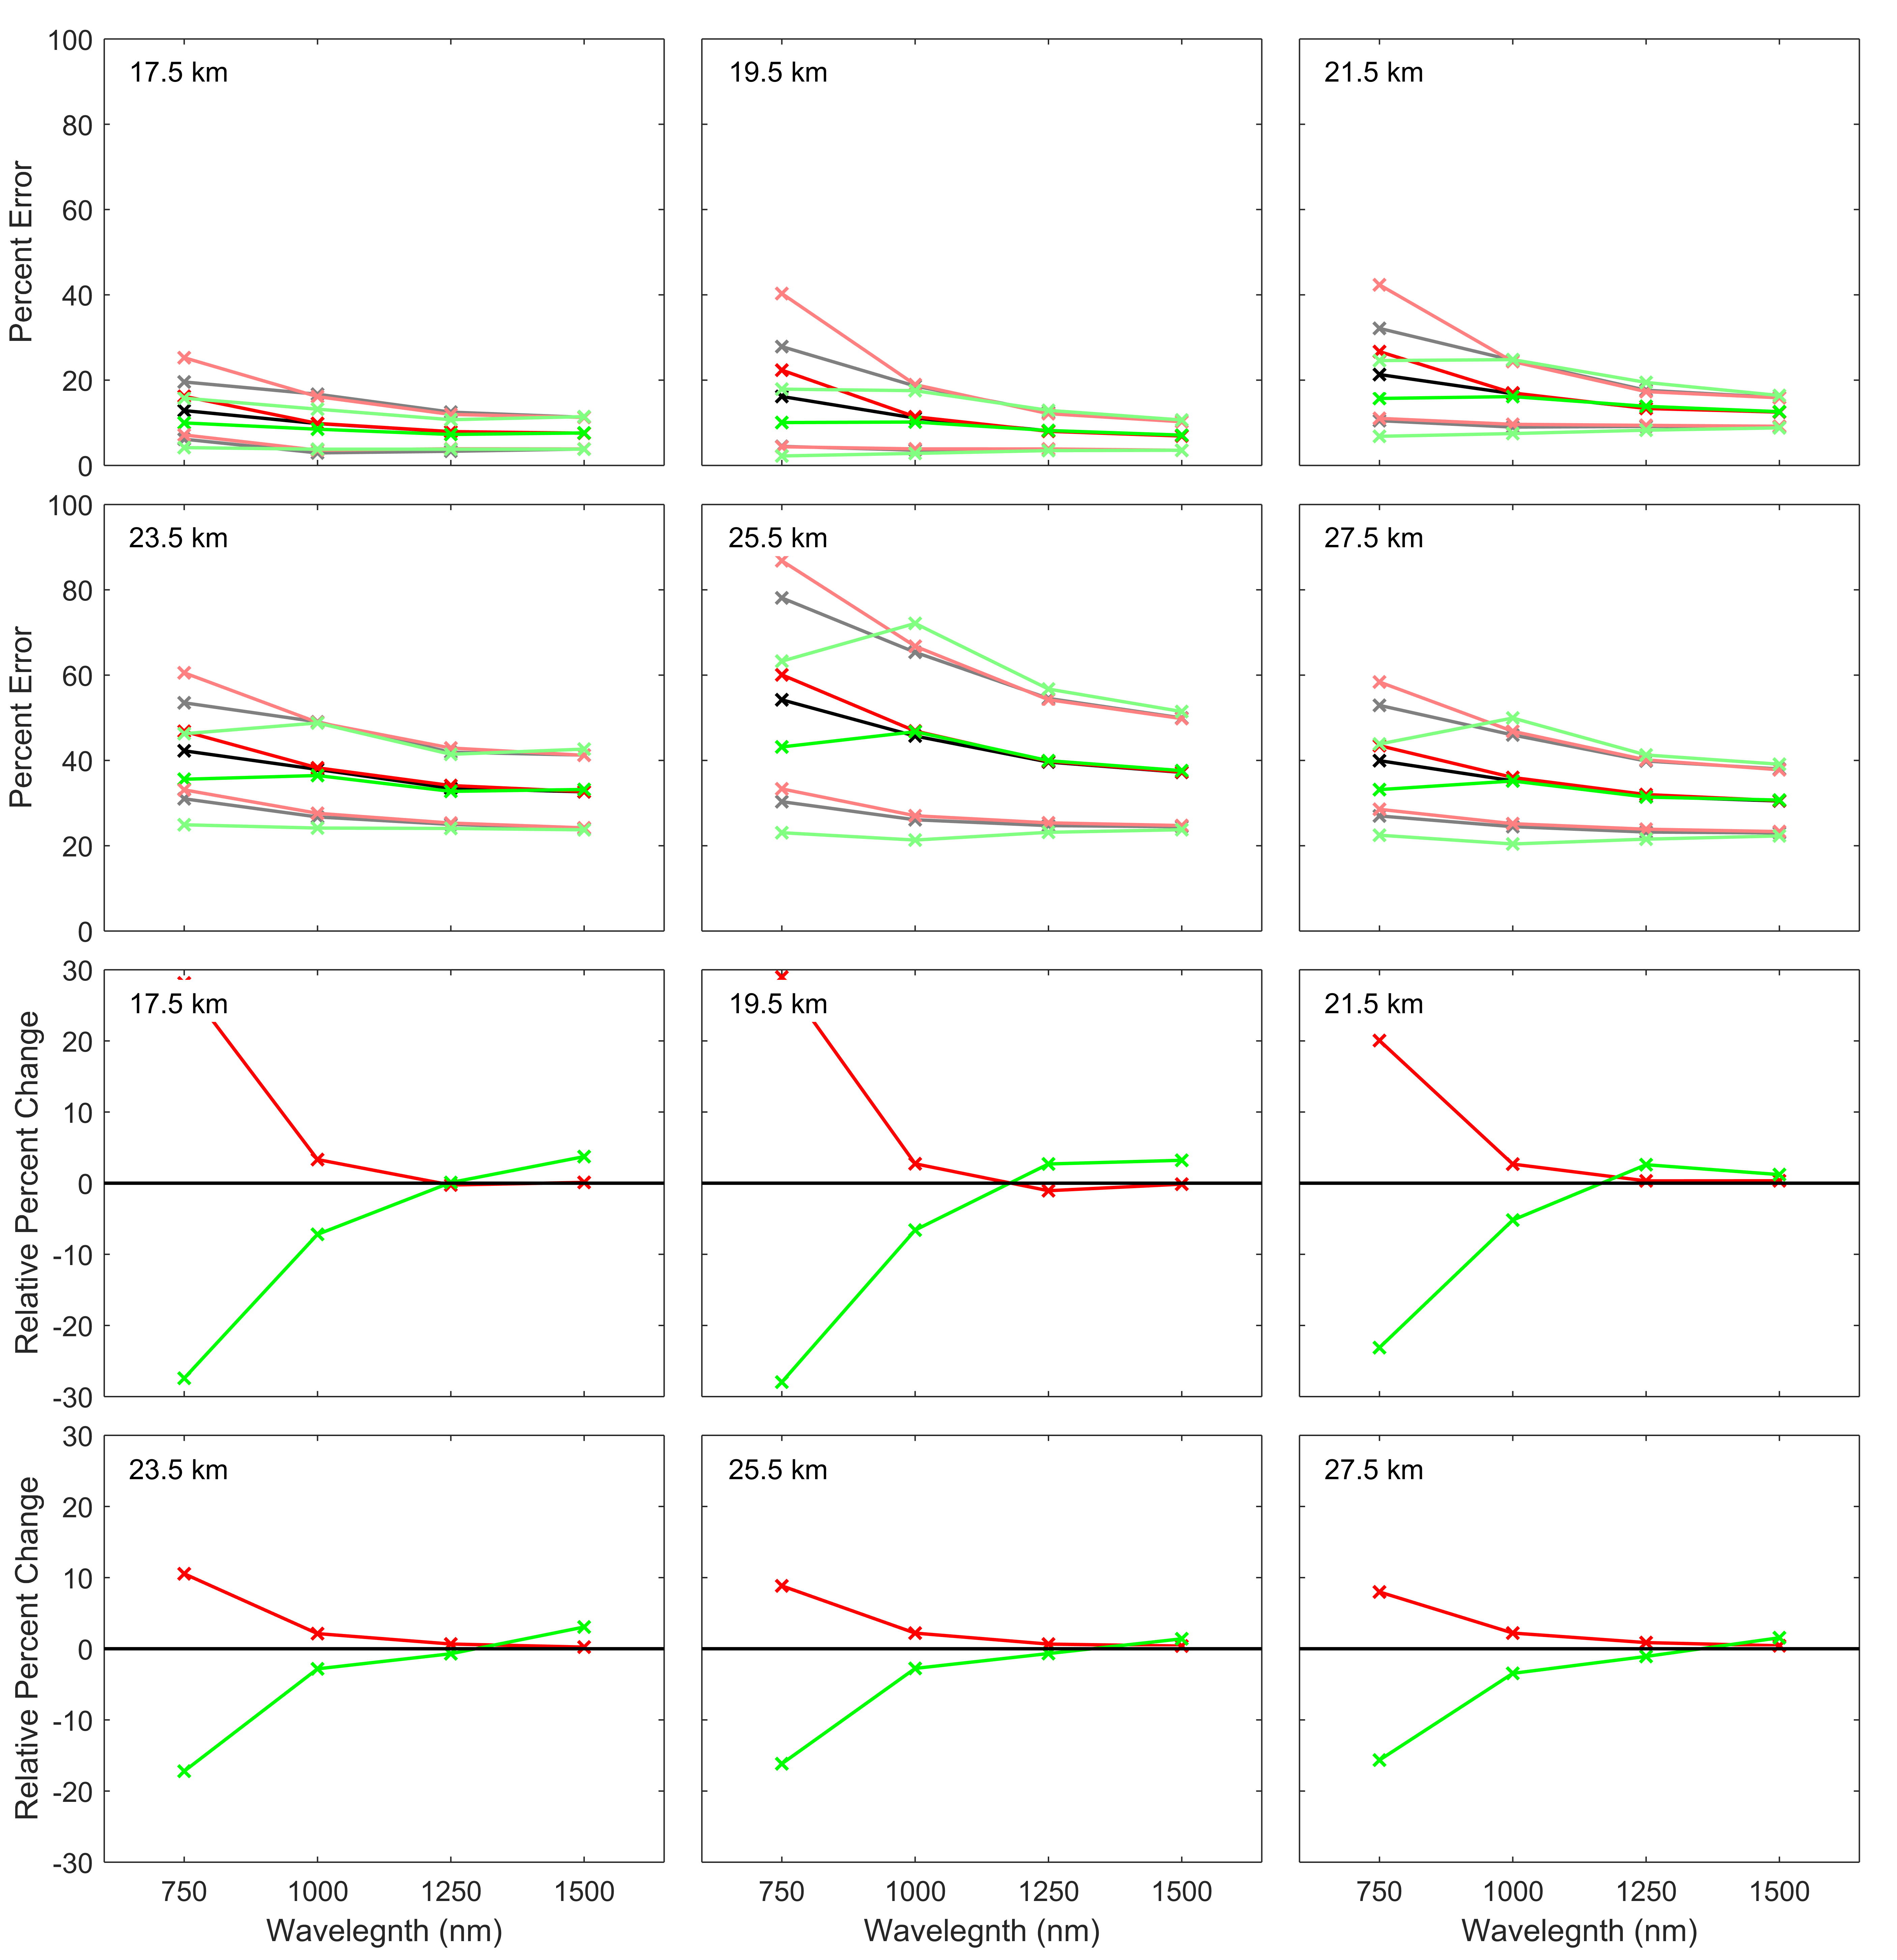 100
80
60
40
20
0
Percent Error
17.5 km
19.5 km
21.5 km
100
80
60
40
20
0
Percent Error
23.5 km
25.5 km
27.5 km
30
20
10
0
-10
-20
-30
Relative Percent Change
17.5 km
19.5 km
21.5 km
30
20
10
0
-10
-20
-30
Relative Percent Change
23.5 km
25.5 km
27.5 km
750 1000 1250 1500
750 1000 1250 1500
750 1000 1250 1500
Wavelegnth (nm)
Wavelegnth (nm)
Wavelegnth (nm)